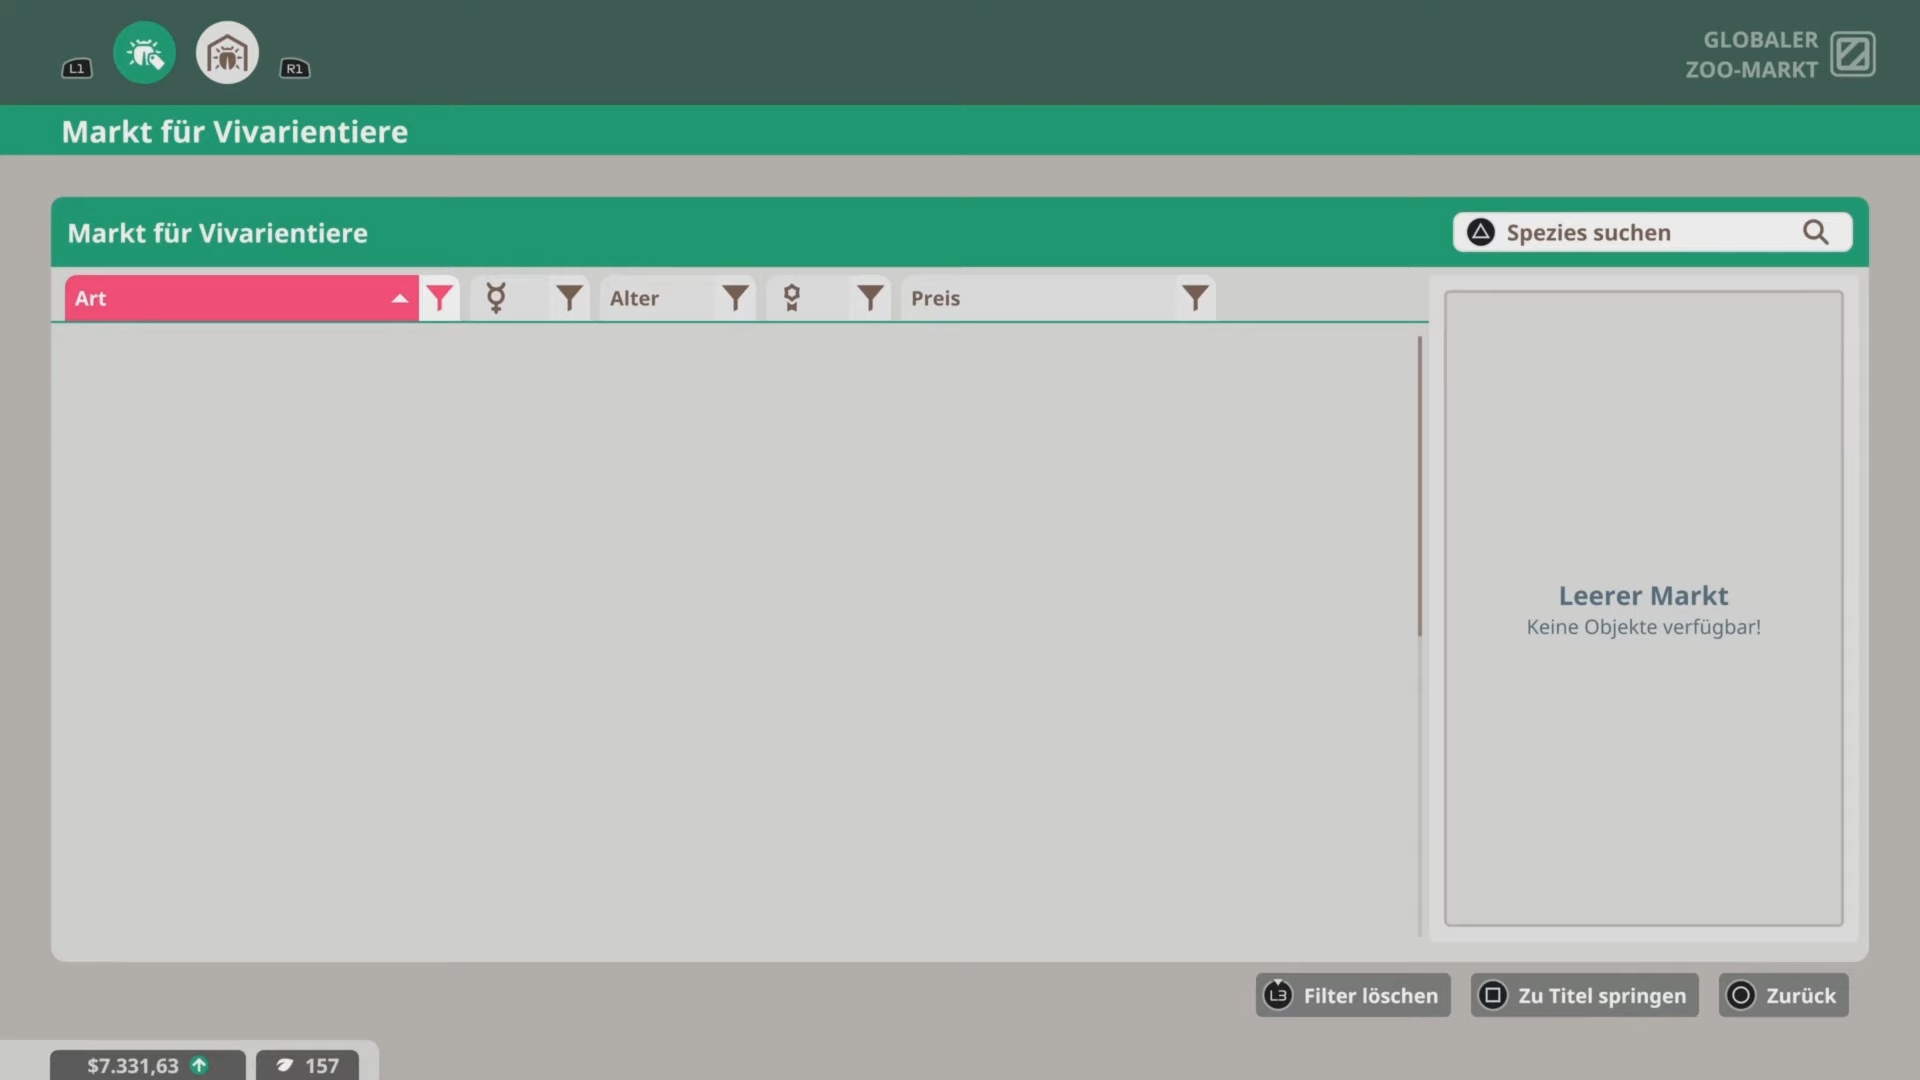 L1
R1
GLOBALER
ZOO-MARKT
Markt für Vivarientiere
Markt für Vivarientiere
Spezies suchen
Art
Alter
Preis
Leerer Markt
Keine Objekte verfügbar!
L3 Filter löschen
Zu Titel springen
Zurück
$7.331,63
157